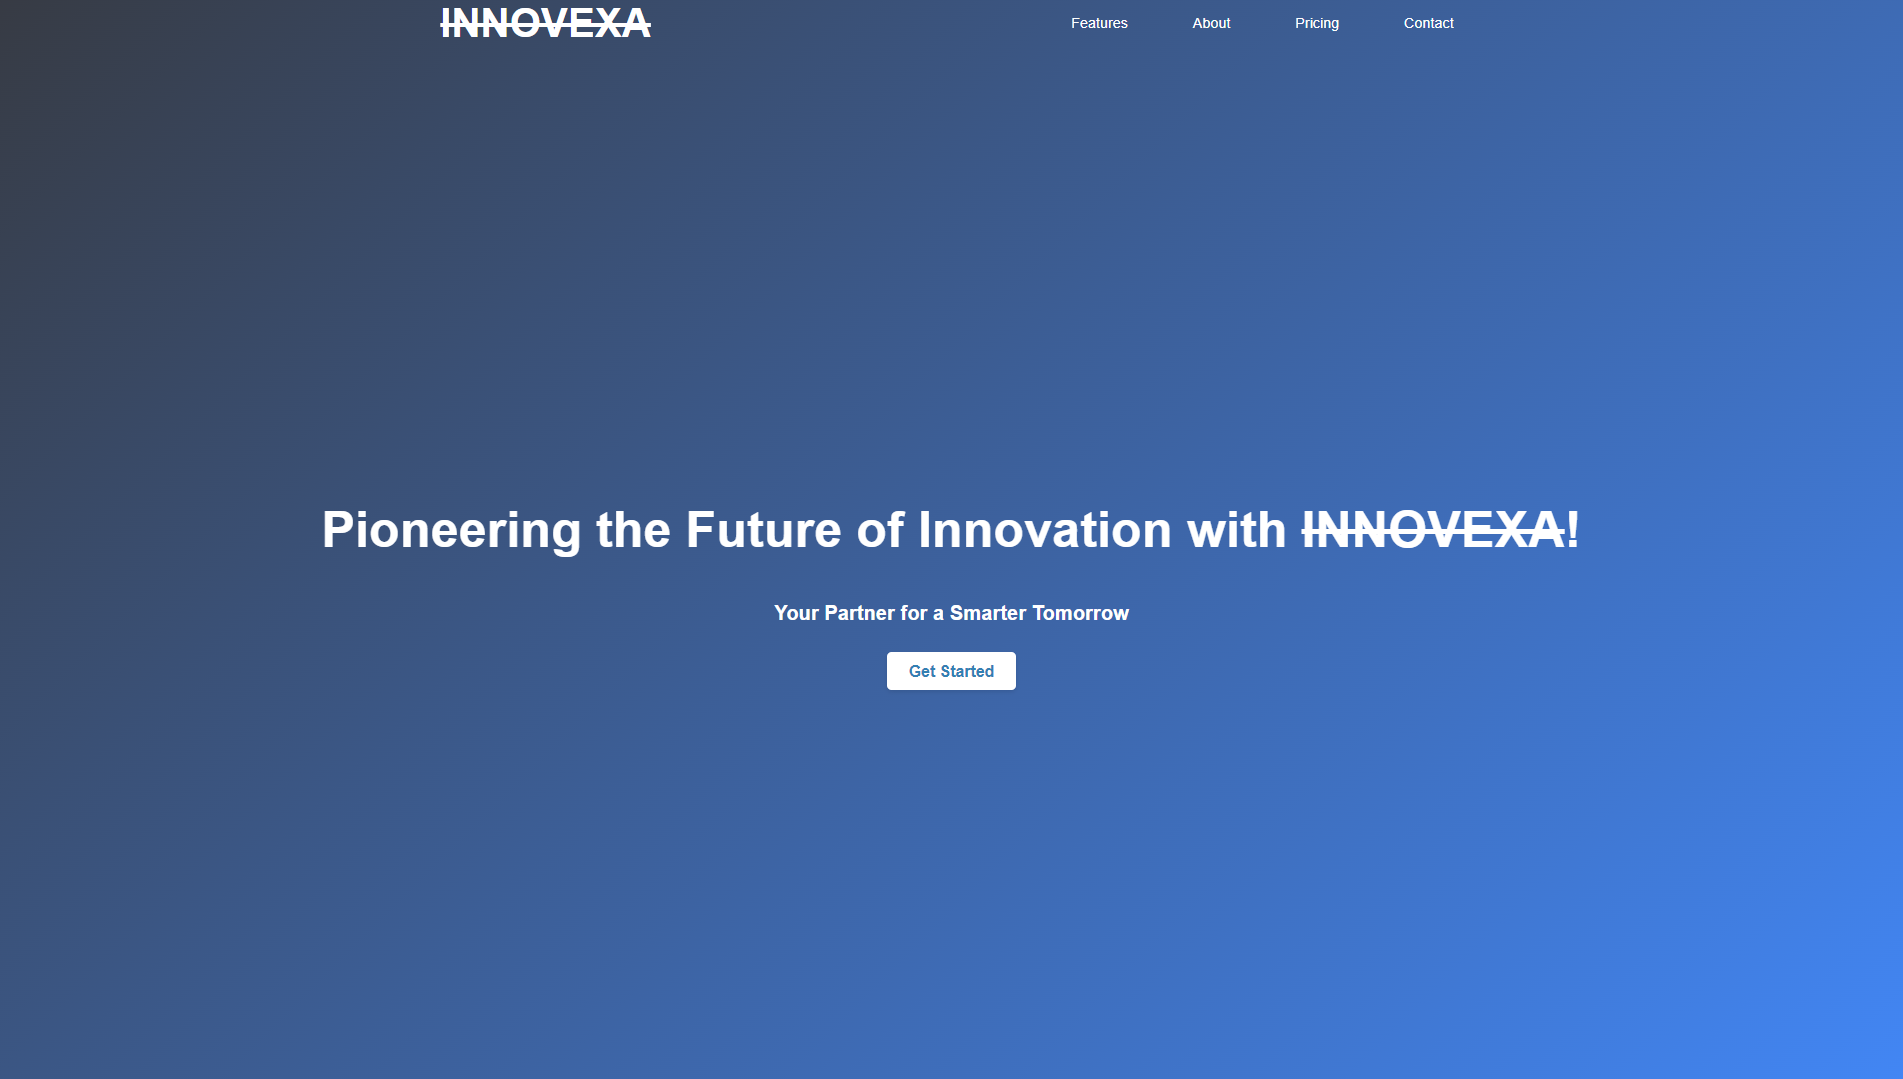 INNOVEXA
Features
About
Pricing
Contact
Pioneering the Future of Innovation with INNOVEXA!
Your Partner for a Smarter Tomorrow
Get Started